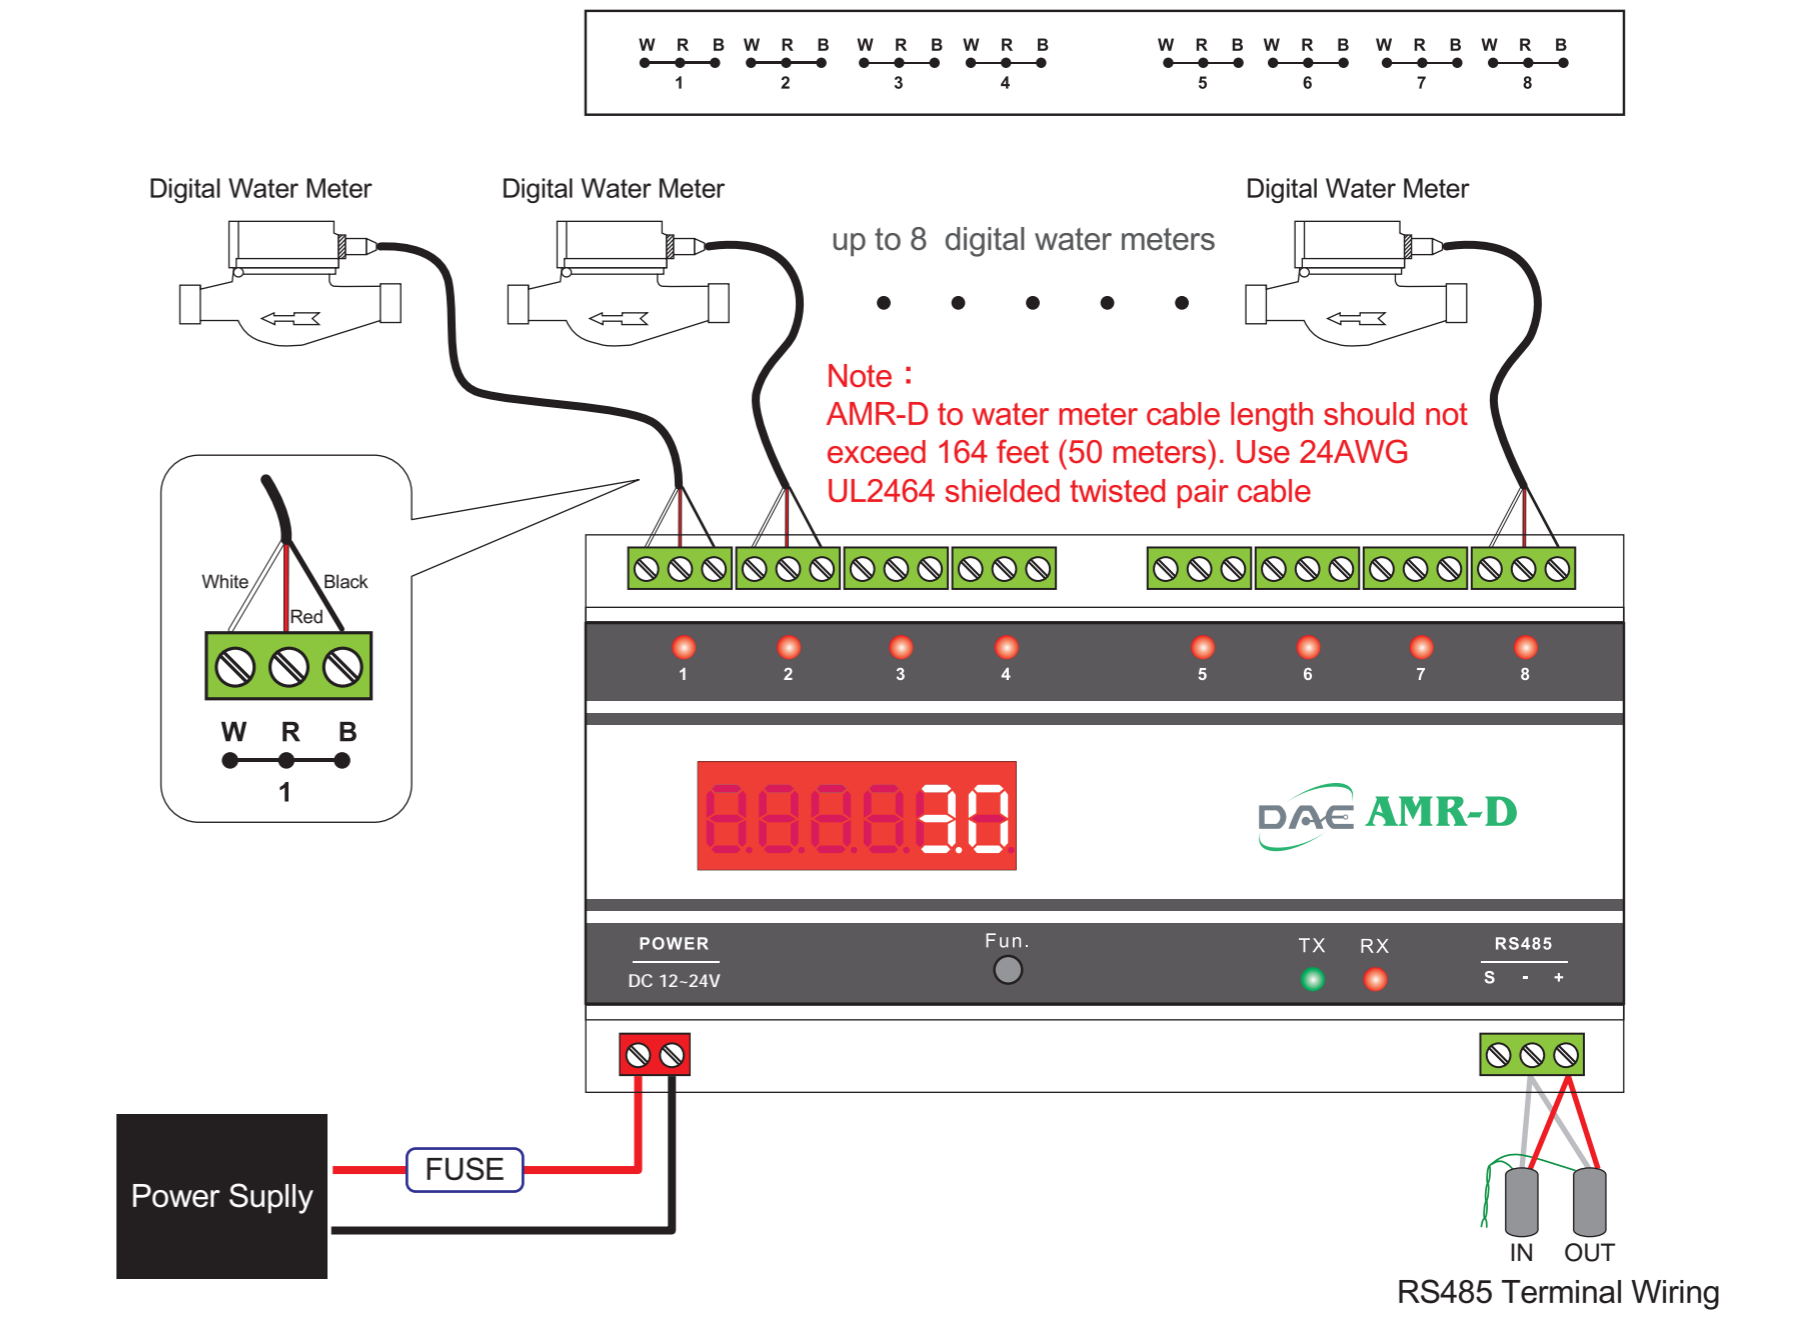 W R B W R B W R B W R B W R B W R B W R B W R B
1 2 3 4 5 6 7 8
Digital Water Meter
Digital Water Meter
Digital Water Meter
up to 8 digital water meters
Note：
AMR-D to water meter cable length should not
exceed 164 feet (50 meters). Use 24AWG
UL2464 shielded twisted pair cable
White
Black
Red
W R B
1
1 2 3 4 5 6 7 8
3.0
DAE AMR-D
POWER
DC 12~24V
Fun.
TX RX
RS485
S - +
Power Suplly
FUSE
IN OUT
RS485 Terminal Wiring